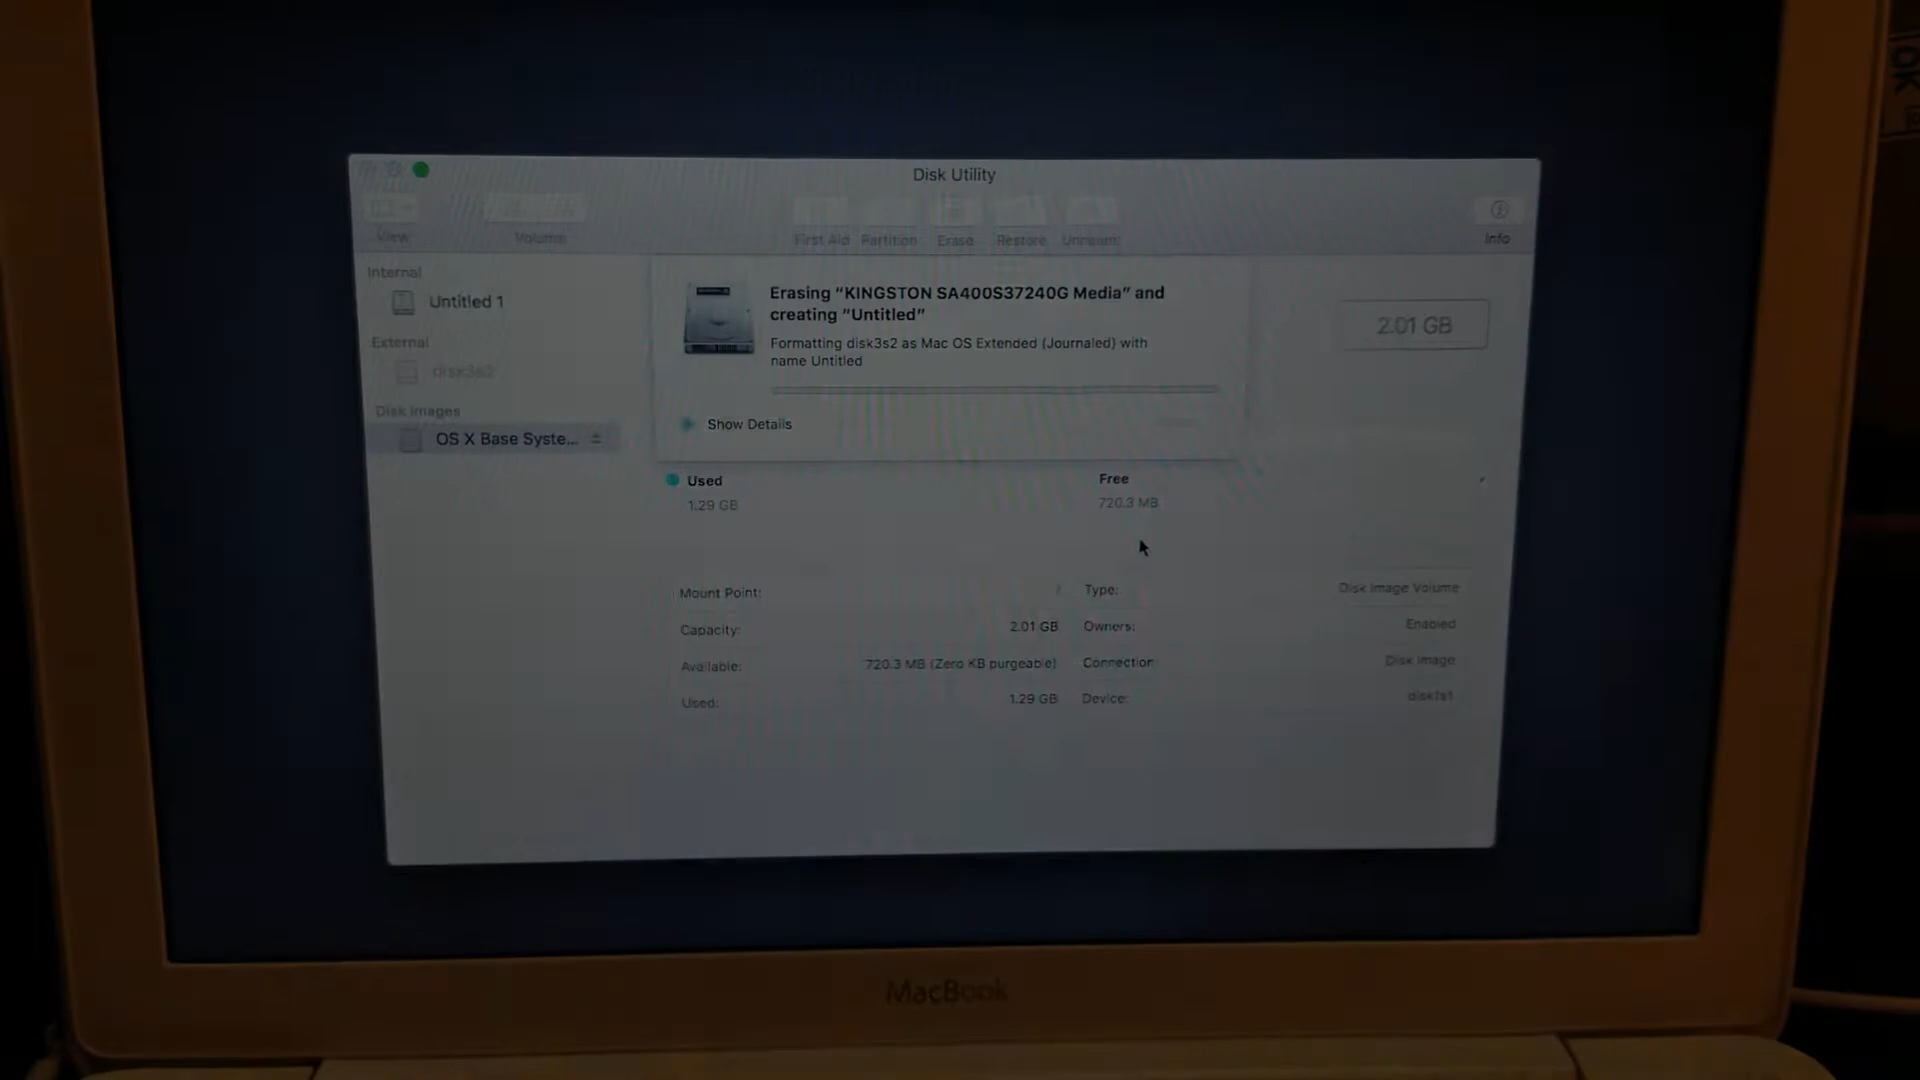 Disk Utility
View
Volume
First Aid
Partition
Erase
Restore
Unmount
Info
Internal
Untitled 1
External
disk3s2
Disk Images
OS X Base Syste...
Erasing “KINGSTON SA400S37240G Media” and
creating “Untitled”
Formatting disk3s2 as Mac OS Extended (Journaled) with
name Untitled
Show Details
2.01 GB
Used
1.29 GB
Free
720.3 MB
Mount Point:
/
Type:
Disk Image Volume
Capacity:
2.01 GB
Owners:
Enabled
Available:
720.3 MB (Zero KB purgeable)
Connection
Disk Image
Used:
1.29 GB
Device:
disk1s1
MacBook